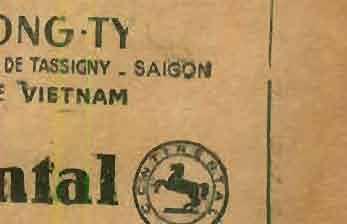 ONG-TY
DE TASSIGNY _ SAIGON
E VIETNAM
ntal
CONTINENTAL